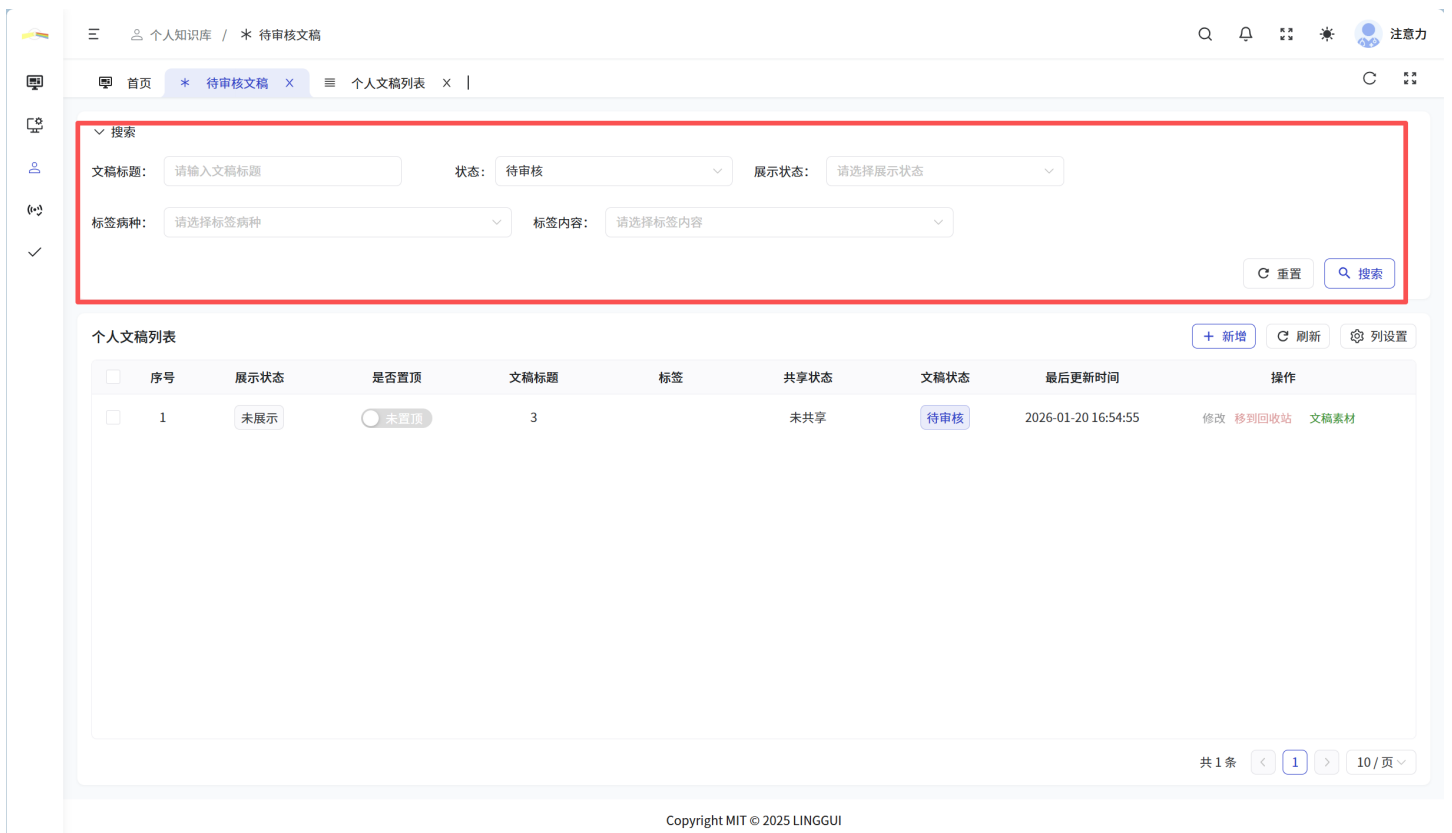 个人知识库 / 待审核文稿 注意力
首页 待审核文稿 X 个人文稿列表 X
搜索
文稿标题： 请输入文稿标题 状态： 待审核 展示状态： 请选择展示状态
标签病种： 请选择标签病种 标签内容： 请选择标签内容
重置 搜索
个人文稿列表 + 新增 刷新 列设置
序号 展示状态 是否置顶 文稿标题 标签 共享状态 文稿状态 最后更新时间 操作
1 未展示 未置顶 3 未共享 待审核 2026-01-20 16:54:55 修改 移到回收站 文稿素材
共 1 条 < 1 > 10 / 页
Copyright MIT © 2025 LINGGUI